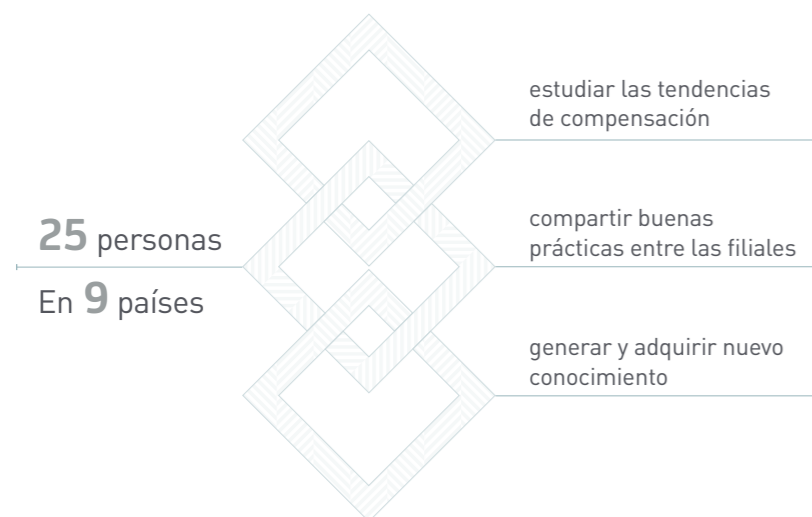 25 personas
En 9 países
estudiar las tendencias
de compensación
compartir buenas
prácticas entre las filiales
generar y adquirir nuevo
conocimiento